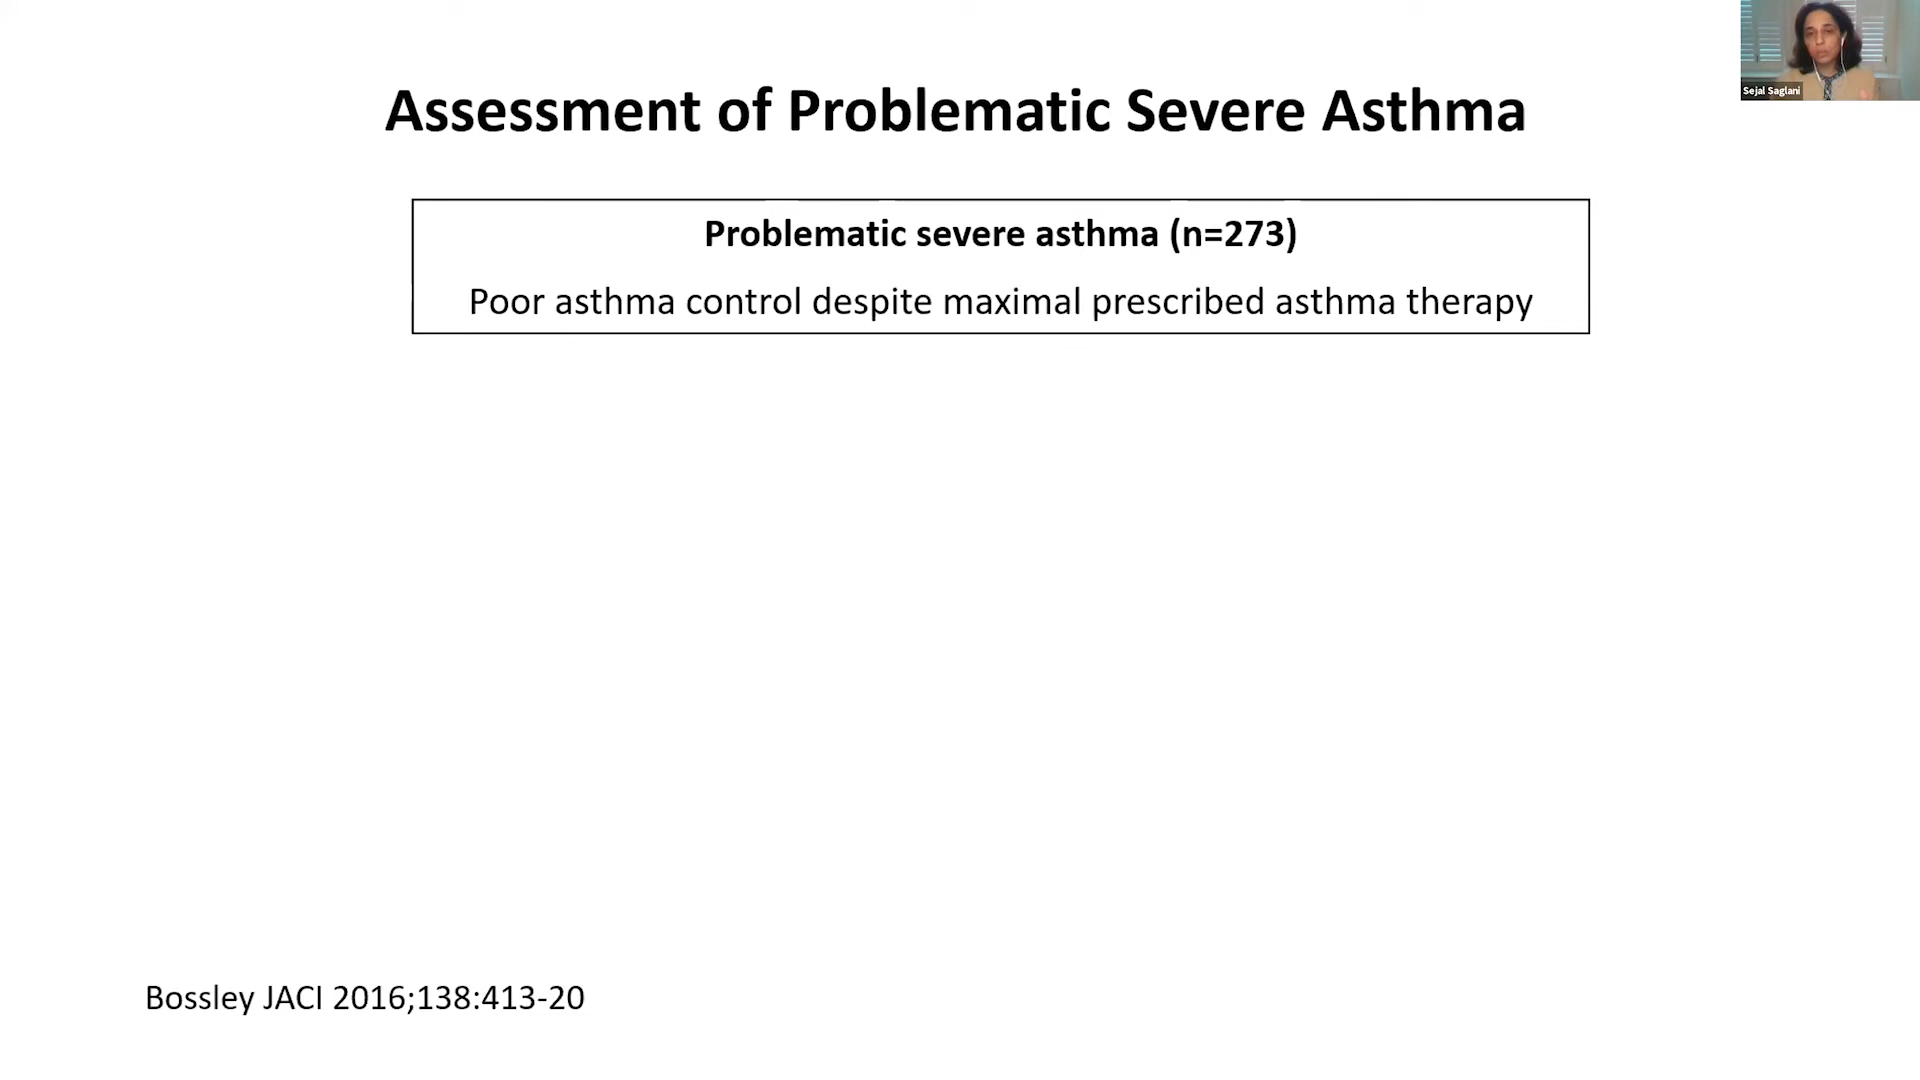 Sejal Saglani
Assessment of Problematic Severe Asthma
Problematic severe asthma (n=273)
Poor asthma control despite maximal prescribed asthma therapy
Bossley JACI 2016;138:413-20